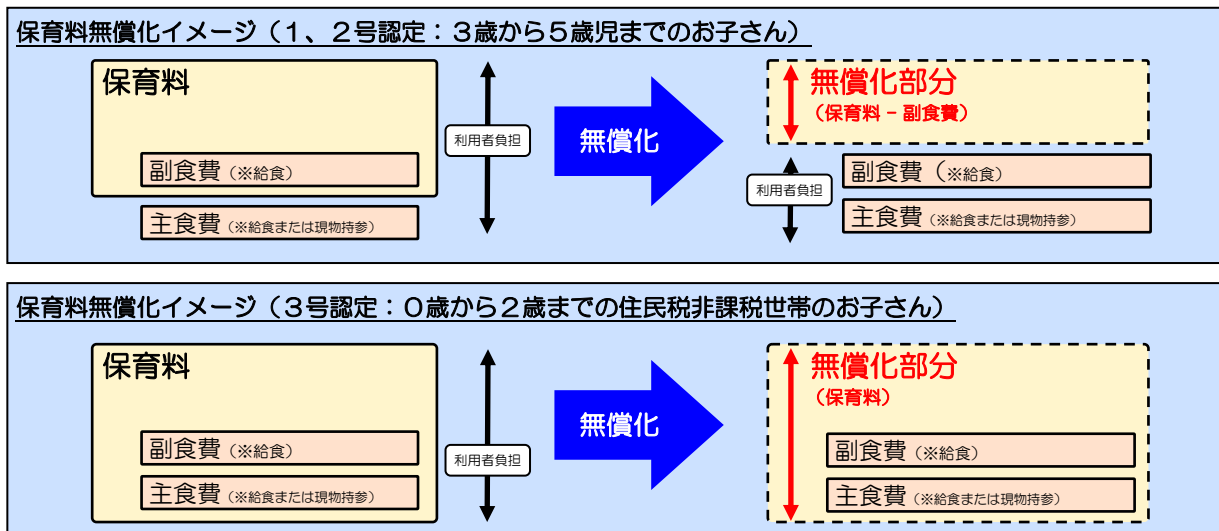 保育料無償化イメージ（１、２号認定：３歳から５歳児までのお子さん）
保育料
副食費（※給食）
主食費（※給食または現物持参）
利用者負担
無償化
無償化部分
（保育料－副食費）
利用者負担
副食費（※給食）
主食費（※給食または現物持参）
保育料無償化イメージ（３号認定：０歳から２歳までの住民税非課税世帯のお子さん）
保育料
副食費（※給食）
主食費（※給食または現物持参）
利用者負担
無償化
無償化部分
（保育料）
副食費（※給食）
主食費（※給食または現物持参）